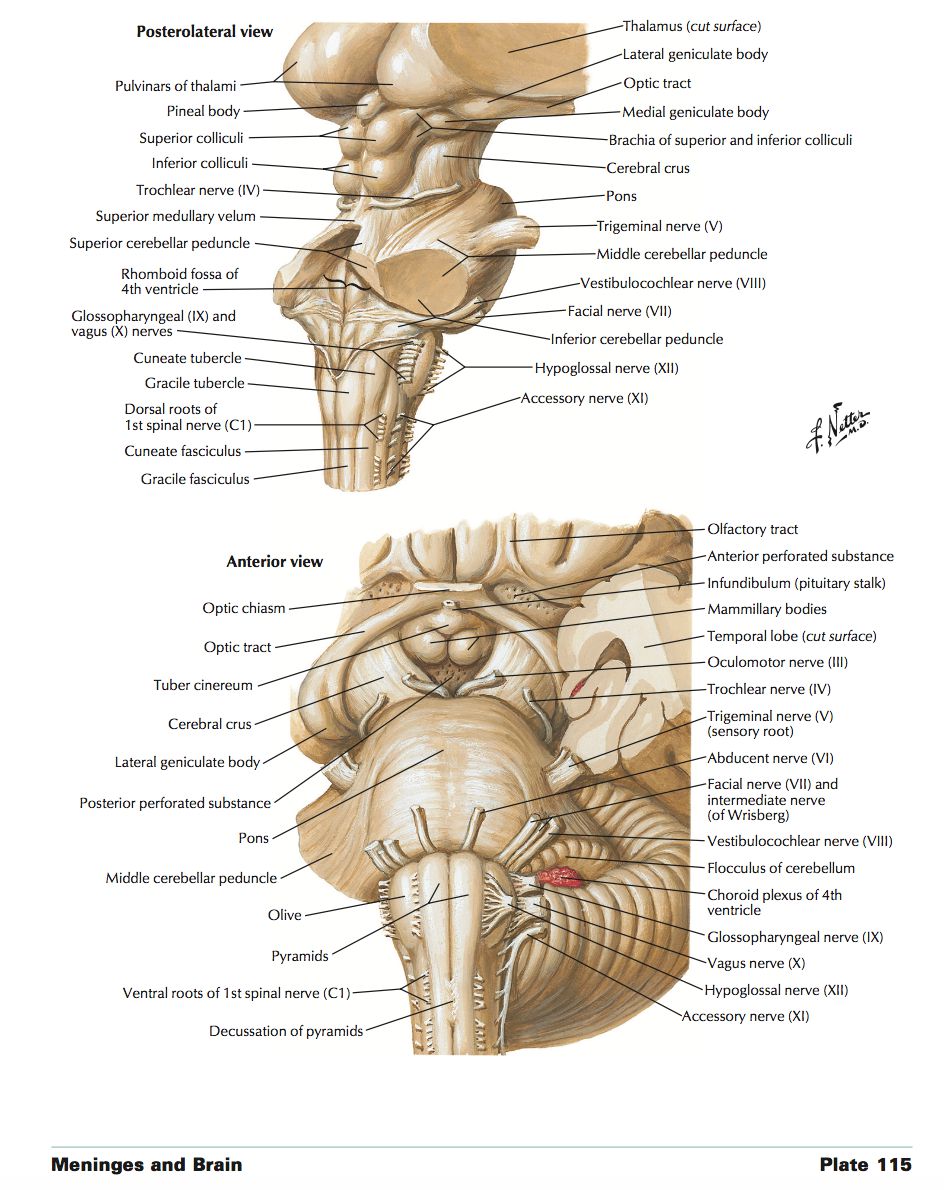 Posterolateral view
Pulvinars of thalami
Pineal body
Superior colliculi
Inferior colliculi
Trochlear nerve (IV)
Superior medullary velum
Superior cerebellar peduncle
Rhomboid fossa of
4th ventricle
Glossopharyngeal (IX) and
vagus (X) nerves
Cuneate tubercle
Gracile tubercle
Dorsal roots of
1st spinal nerve (C1)
Cuneate fasciculus
Gracile fasciculus
Thalamus (cut surface)
Lateral geniculate body
Optic tract
Medial geniculate body
Brachia of superior and inferior colliculi
Cerebral crus
Pons
Trigeminal nerve (V)
Middle cerebellar peduncle
Vestibulocochlear nerve (VIII)
Facial nerve (VII)
Inferior cerebellar peduncle
Hypoglossal nerve (XII)
Accessory nerve (XI)
F. Netter
M.D.
Anterior view
Optic chiasm
Optic tract
Tuber cinereum
Cerebral crus
Lateral geniculate body
Posterior perforated substance
Pons
Middle cerebellar peduncle
Olive
Pyramids
Ventral roots of 1st spinal nerve (C1)
Decussation of pyramids
Olfactory tract
Anterior perforated substance
Infundibulum (pituitary stalk)
Mammillary bodies
Temporal lobe (cut surface)
Oculomotor nerve (III)
Trochlear nerve (IV)
Trigeminal nerve (V)
(sensory root)
Abducent nerve (VI)
Facial nerve (VII) and
intermediate nerve
(of Wrisberg)
Vestibulocochlear nerve (VIII)
Flocculus of cerebellum
Choroid plexus of 4th
ventricle
Glossopharyngeal nerve (IX)
Vagus nerve (X)
Hypoglossal nerve (XII)
Accessory nerve (XI)
Meninges and Brain
Plate 115